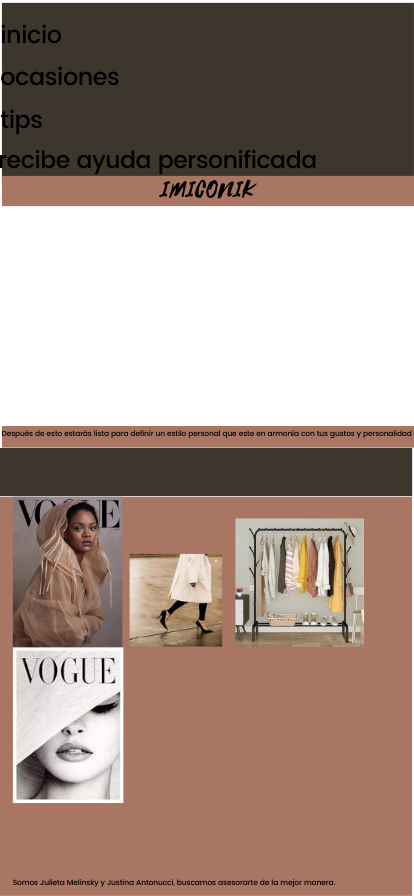 inicio
ocasiones
tips
recibe ayuda personificada
IMICONIK
Después de esto estarás lista para definir un estilo personal que este en armonía con tus gustos y personalidad
VOGUE
VOGUE
Somos Julieta Melinsky y Justina Antonucci, buscamos asesorarte de la mejor manera.